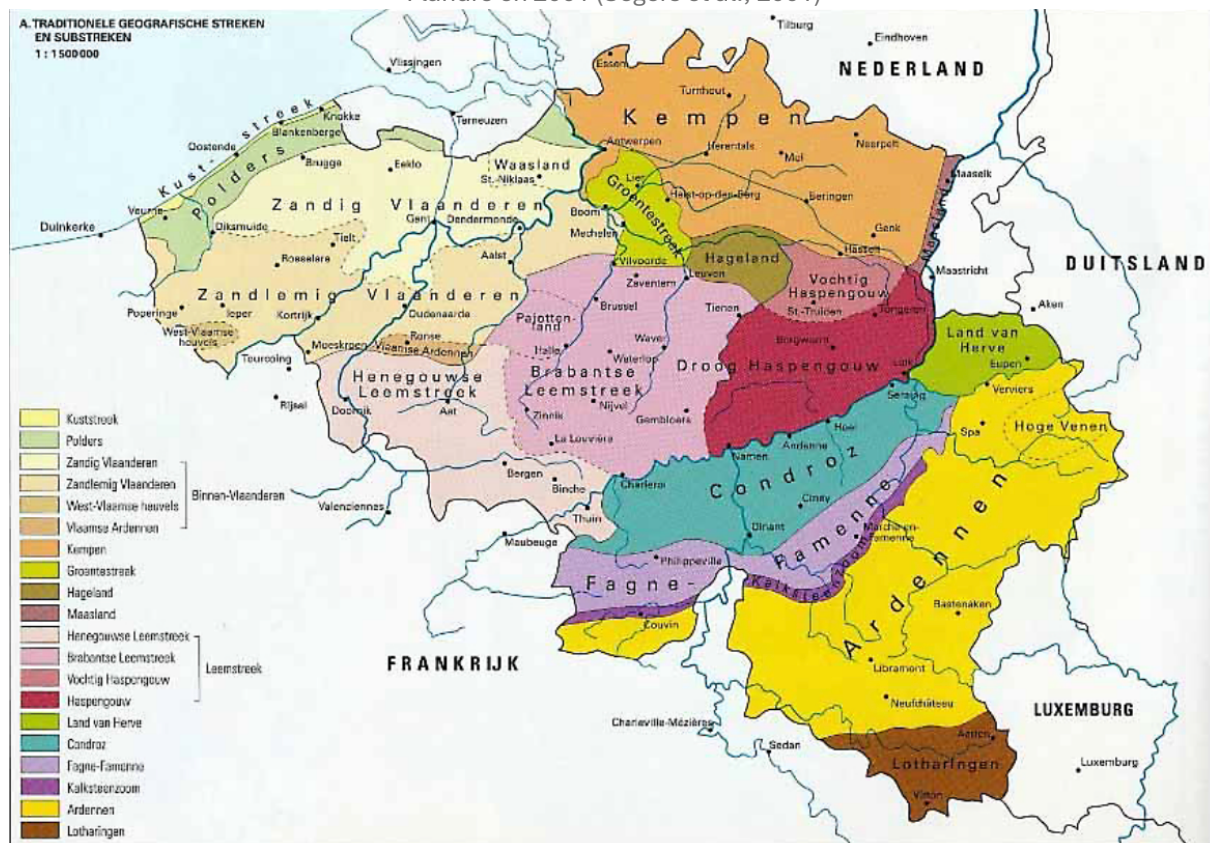 A. TRADITIONELE GEOGRAFISCHE STREKEN
EN SUBSTREKEN
1 : 1 500 000
Tilburg
Eindhoven
NEDERLAND
Essen
Vlissingen
Turnhout
Kempen
Kust-streek
Knokke
Blankenberge
Terneuzen
Oostende
Antwerpen
Herentals
Mol
Neerpelt
Polders
Brugge
Eeklo
Waasland
St.-Niklaas
Lier
Heist-op-den-Berg
Maaseik
Groentestreek
Beringen
Maasland
Veurne
Zandig Vlaanderen
Boom
Duinkerke
Diksmuide
Gent
Dendermonde
Mechelen
Genk
Tielt
Hasselt
Roeselare
Aalst
Vilvoorde
Hageland
DUITSLAND
Zaventem
Leuven
Vochtig
Haspengouw
Maastricht
Zandlemig Vlaanderen
Brussel
St.-Truiden
Tongeren
Aken
Poperinge
Ieper
Kortrijk
Oudenaarde
Pajotten-
land
Tienen
West-Vlaamse
heuvels
Ronse
Vlaamse Ardennen
Moeskroen
Halle
Waver
Waterloo
Borgworm
Land van
Herve
Tourcoing
Droog Haspengouw
Eupen
Henegouwse
Leemstreek
Brabantse
Leemstreek
Luik
Seraing
Verviers
Rijsel
Doornik
Aat
Zinnik
Nijvel
Gembloers
Hoei
Spa
Hoge Venen
La Louvière
Andenne
Namen
Bergen
Binche
Charleroi
Condroz
Valenciennes
Thuin
Ciney
Maubeuge
Dinant
Marche-en-
Famenne
Philippeville
Fagne-
Famenne
Kalksteenzoom
Ardennen
Couvin
Bastenaken
FRANKRIJK
Libramont
Neufchâteau
LUXEMBURG
Charleville-Mézières
Sedan
Aarlen
Lotharingen
Luxemburg
Virton
Kuststreek
Polders
Zandig Vlaanderen
Zandlemig Vlaanderen
West-Vlaamse heuvels
Vlaamse Ardennen
Binnen-Vlaanderen
Kempen
Groentestreek
Hageland
Maasland
Henegouwse Leemstreek
Brabantse Leemstreek
Vochtig Haspengouw
Haspengouw
Leemstreek
Land van Herve
Condroz
Fagne-Famenne
Kalksteenzoom
Ardennen
Lotharingen